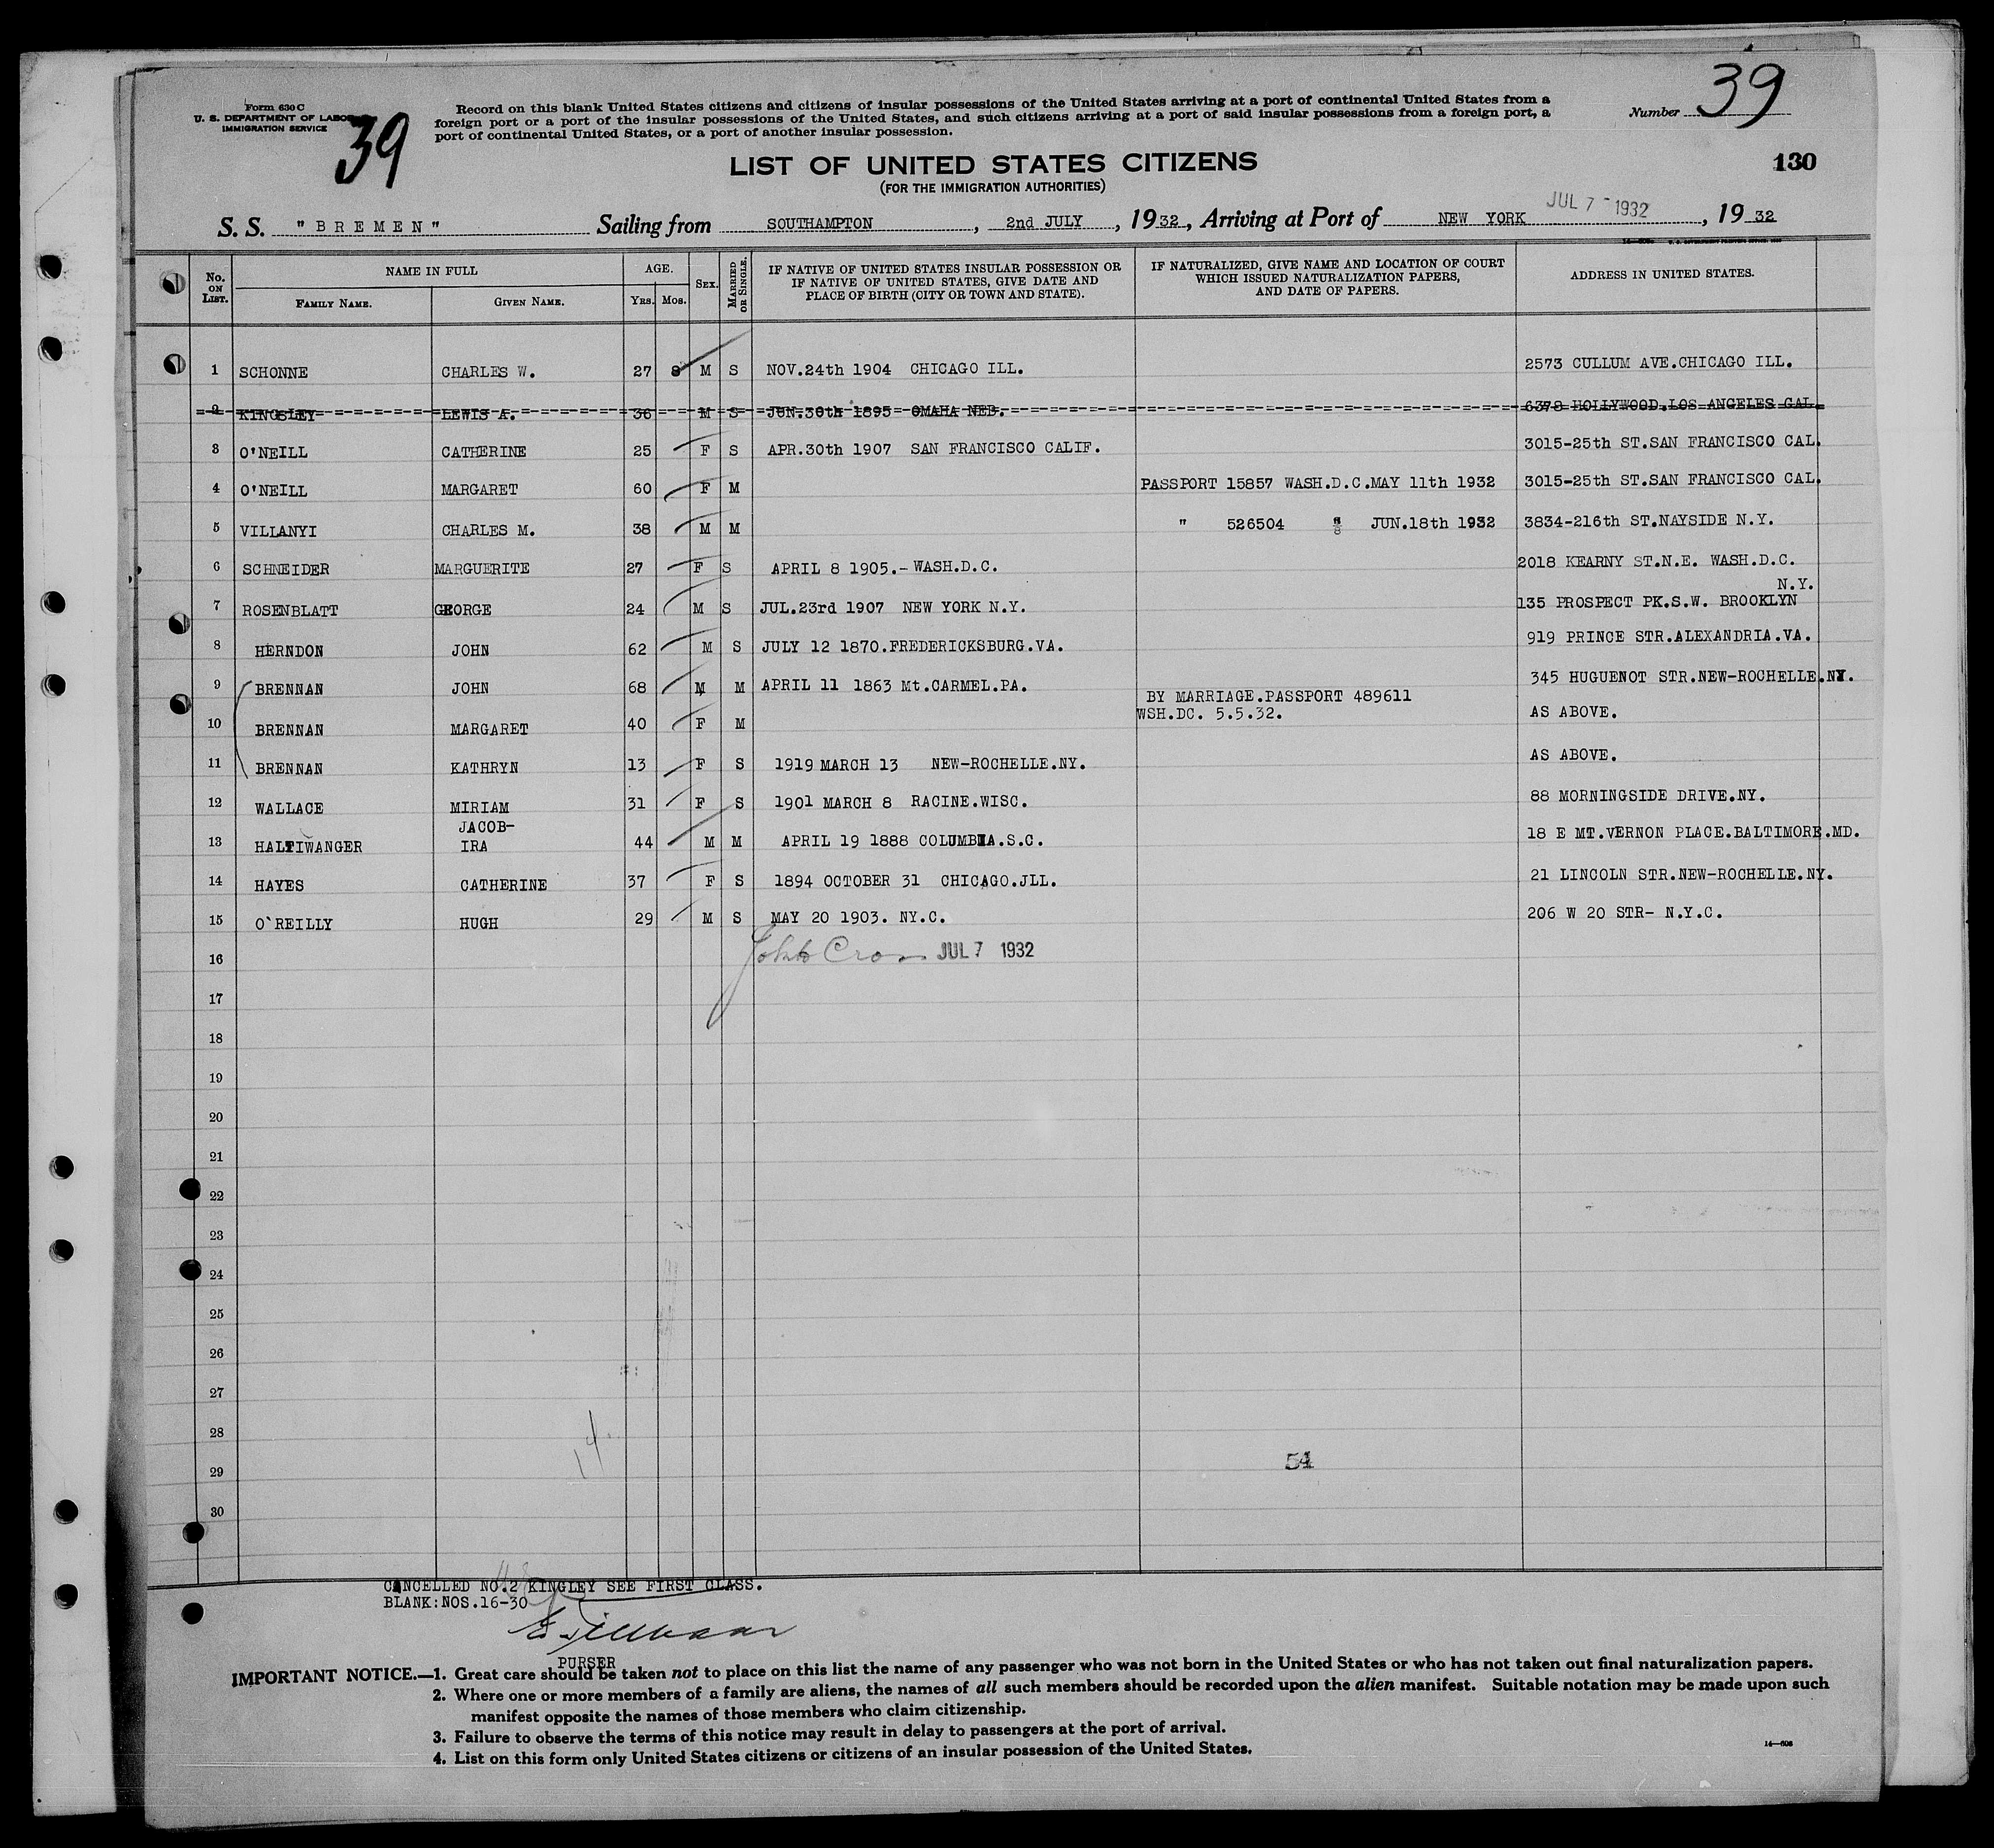 Form 630 C
U. S. DEPARTMENT OF LABOR
IMMIGRATION SERVICE
39
Record on this blank United States citizens and citizens of insular possessions of the United States arriving at a port of continental United States from a
foreign port or a port of the insular possessions of the United States, and such citizens arriving at a port of said insular possessions from a foreign port, a
port of continental United States, or a port of another insular possession.
Number 39
LIST OF UNITED STATES CITIZENS
(FOR THE IMMIGRATION AUTHORITIES)
130
S. S. "BREMEN" Sailing from SOUTHAMPTON, 2nd JULY, 1932, Arriving at Port of NEW YORK JUL 7 - 1932, 19 32
No. ON LIST. NAME IN FULL FAMILY NAME. GIVEN NAME. AGE. YRS. MOS. SEX. MARRIED OR SINGLE. IF NATIVE OF UNITED STATES INSULAR POSSESSION OR IF NATIVE OF UNITED STATES, GIVE DATE AND PLACE OF BIRTH (CITY OR TOWN AND STATE). IF NATURALIZED, GIVE NAME AND LOCATION OF COURT WHICH ISSUED NATURALIZATION PAPERS, AND DATE OF PAPERS. ADDRESS IN UNITED STATES.
1 SCHONNE CHARLES W. 27 8 M S NOV.24th 1904 CHICAGO ILL. 2573 CULLUM AVE.CHICAGO ILL.
2 KINGSLEY LEWIS A. 36 M S JUN.30th 1895 OMAHA NEB. 6378 HOLLYWOOD.LOS ANGELES CAL.
3 O'NEILL CATHERINE 25 F S APR.30th 1907 SAN FRANCISCO CALIF. 3015-25th ST.SAN FRANCISCO CAL.
4 O'NEILL MARGARET 60 F M PASSPORT 15857 WASH.D.C.MAY 11th 1932 3015-25th ST.SAN FRANCISCO CAL.
5 VILLANYI CHARLES M. 38 M M " 526504 " JUN.18th 1932 3834-216th ST.NAYSIDE N.Y.
6 SCHNEIDER MARGUERITE 27 F S APRIL 8 1905.- WASH.D.C. 2018 KEARNY ST.N.E. WASH.D.C.
N.Y.
7 ROSENBLATT GEORGE 24 M S JUL.23rd 1907 NEW YORK N.Y. 135 PROSPECT PK.S.W. BROOKLYN
8 HERNDON JOHN 62 M S JULY 12 1870.FREDERICKSBURG.VA. 919 PRINCE STR.ALEXANDRIA.VA.
9 BRENNAN JOHN 68 M M APRIL 11 1863 Mt.CARMEL.PA. 345 HUGUENOT STR.NEW-ROCHELLE.NY.
BY MARRIAGE.PASSPORT 489611
10 BRENNAN MARGARET 40 F M WSH.DC. 5.5.32. AS ABOVE.
11 BRENNAN KATHRYN 13 F S 1919 MARCH 13 NEW-ROCHELLE.NY. AS ABOVE.
12 WALLACE MIRIAM 31 F S 1901 MARCH 8 RACINE.WISC. 88 MORNINGSIDE DRIVE.NY.
JACOB-
13 HALTIWANGER IRA 44 M M APRIL 19 1888 COLUMBIA.S.C. 18 E MT.VERNON PLACE.BALTIMORE.MD.
14 HAYES CATHERINE 37 F S 1894 OCTOBER 31 CHICAGO.JLL. 21 LINCOLN STR.NEW-ROCHELLE.NY.
15 O`REILLY HUGH 29 M S MAY 20 1903. NY.C. 206 W 20 STR- N.Y.C.
16 JUL 7 1932
17
18
19
20
21
22
23
24
25
26
27
28
14.
29 54
30
CANCELLED NO.2 KINGLEY SEE FIRST CLASS.
BLANK:NOS.16-30
PURSER
IMPORTANT NOTICE.—1. Great care should be taken not to place on this list the name of any passenger who was not born in the United States or who has not taken out final naturalization papers.
2. Where one or more members of a family are aliens, the names of all such members should be recorded upon the alien manifest. Suitable notation may be made upon such
manifest opposite the names of those members who claim citizenship.
3. Failure to observe the terms of this notice may result in delay to passengers at the port of arrival.
4. List on this form only United States citizens or citizens of an insular possession of the United States.